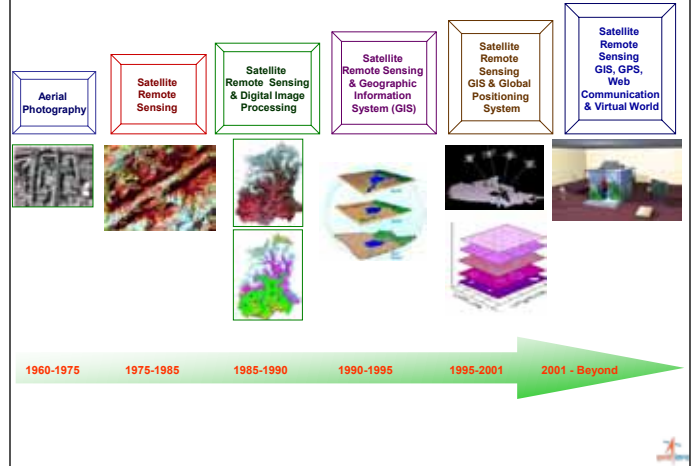 Aerial
Photography
Satellite
Remote
Sensing
Satellite
Remote Sensing
& Digital Image
Processing
Satellite
Remote Sensing
& Geographic
Information
System (GIS)
Satellite
Remote
Sensing
GIS & Global
Positioning
System
Satellite
Remote
Sensing
GIS, GPS,
Web
Communication
& Virtual World
1960-1975
1975-1985
1985-1990
1990-1995
1995-2001
2001 - Beyond